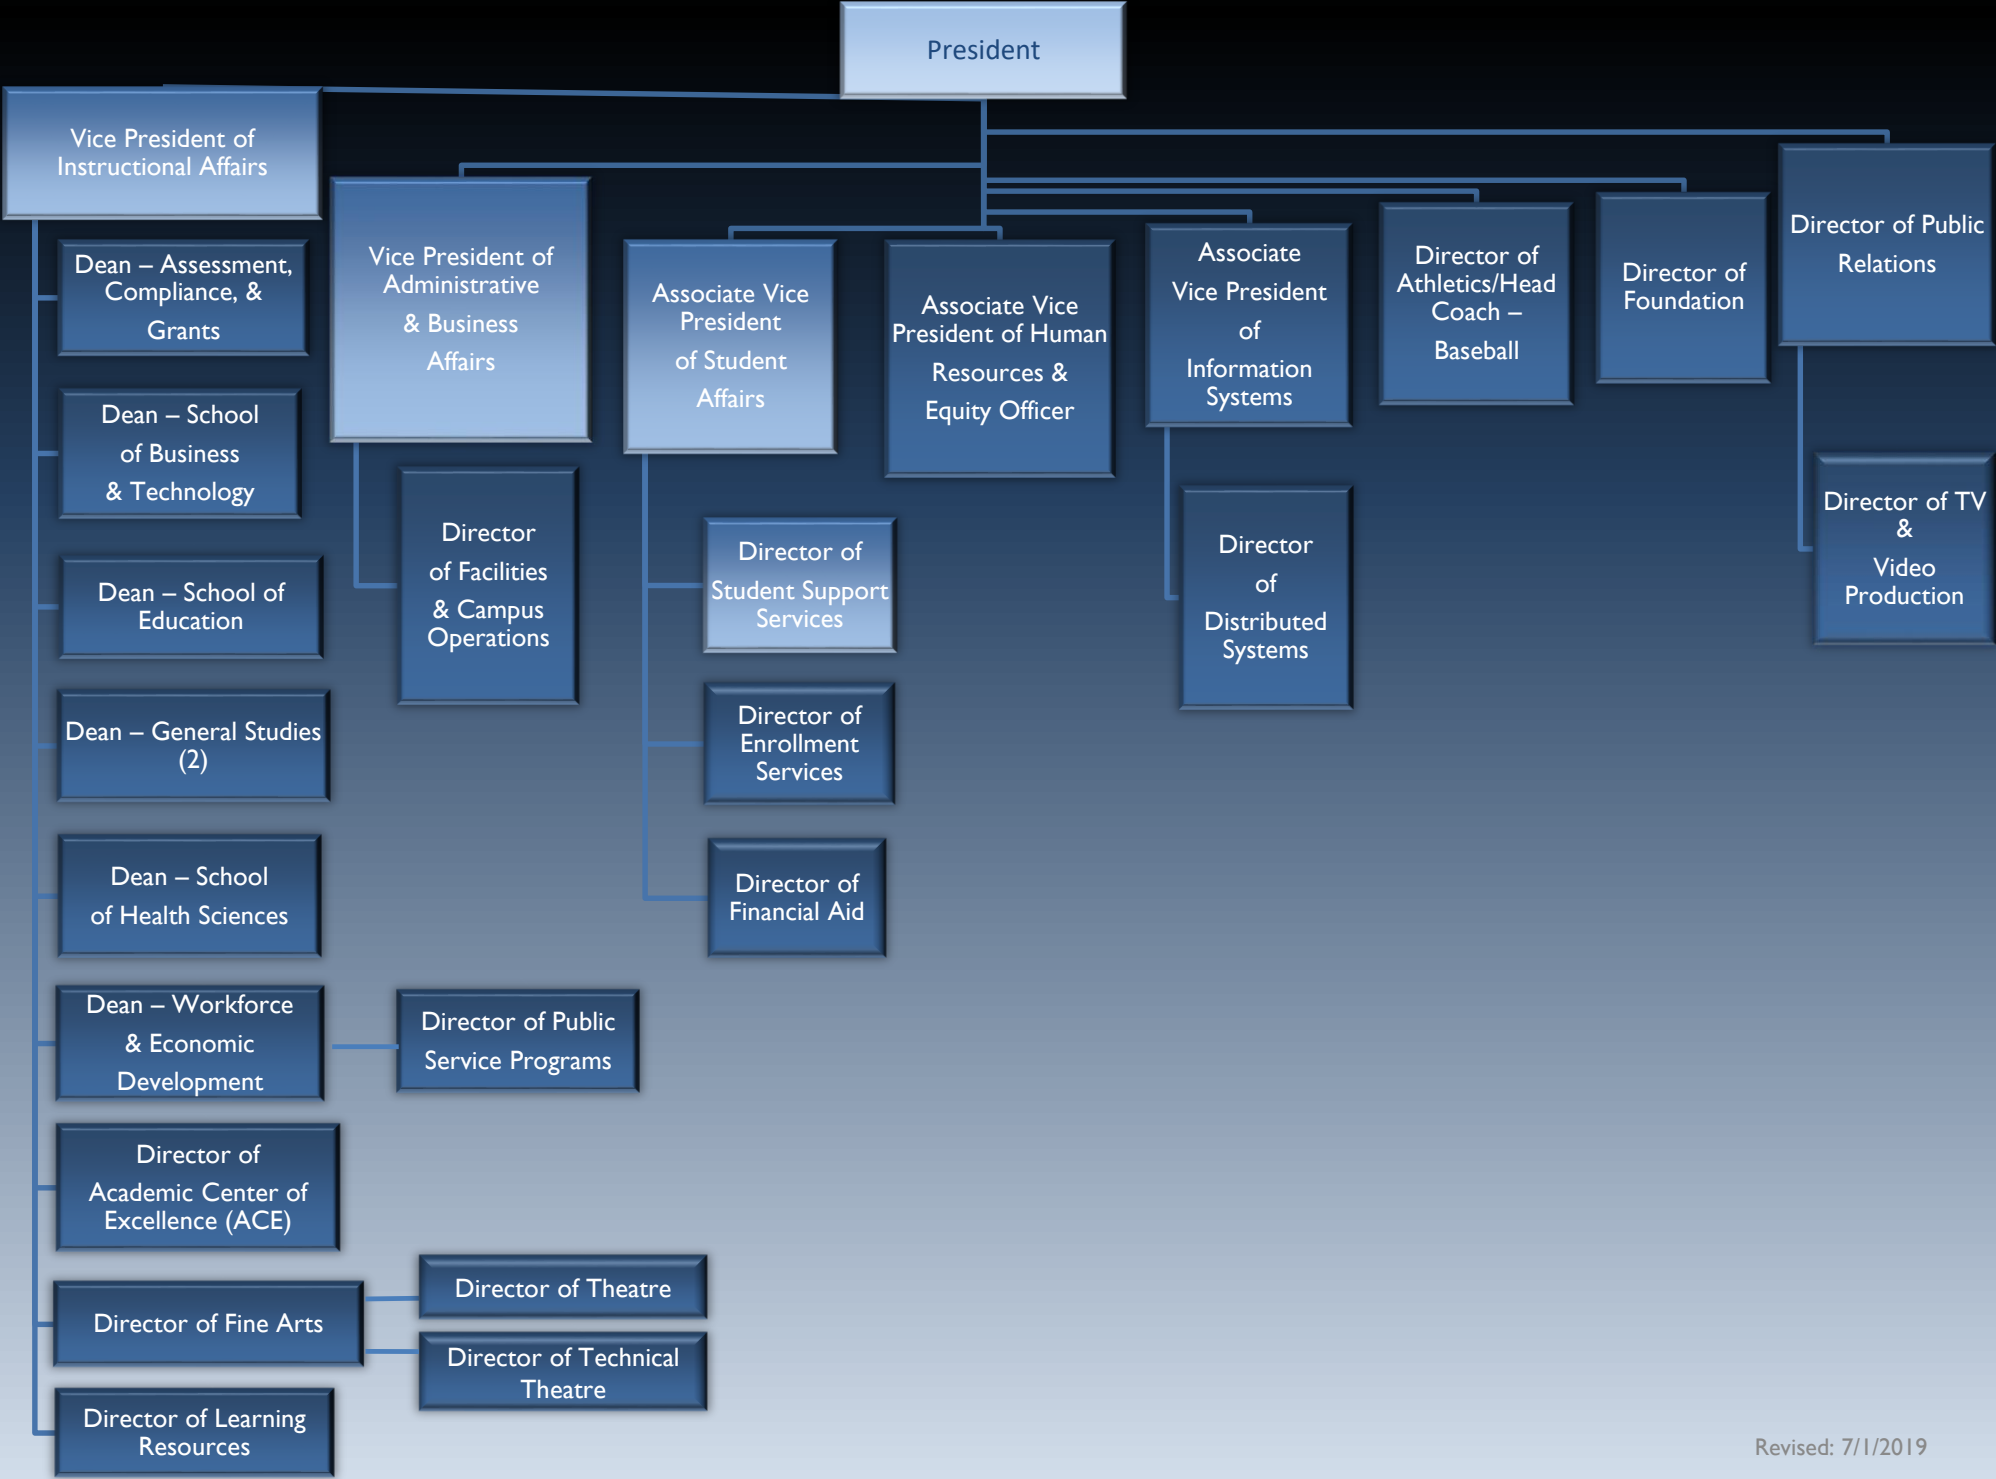 President
Vice President of
Instructional Affairs
Vice President of
Administrative
& Business
Affairs
Associate Vice
President
of Student
Affairs
Associate Vice
President of Human
Resources &
Equity Officer
Associate
Vice President
of
Information
Systems
Director of
Athletics/Head
Coach –
Baseball
Director of
Foundation
Director of Public
Relations
Dean – Assessment,
Compliance, &
Grants
Dean – School
of Business
& Technology
Dean – School of
Education
Dean – General Studies
(2)
Dean – School
of Health Sciences
Dean – Workforce
& Economic
Development
Director of Public
Service Programs
Director of
Academic Center of
Excellence (ACE)
Director of Fine Arts
Director of Theatre
Director of Technical
Theatre
Director of Learning
Resources
Director
of Facilities
& Campus
Operations
Director of
Student Support
Services
Director of
Enrollment
Services
Director of
Financial Aid
Director
of
Distributed
Systems
Director of TV
&
Video
Production
Revised: 7/1/2019